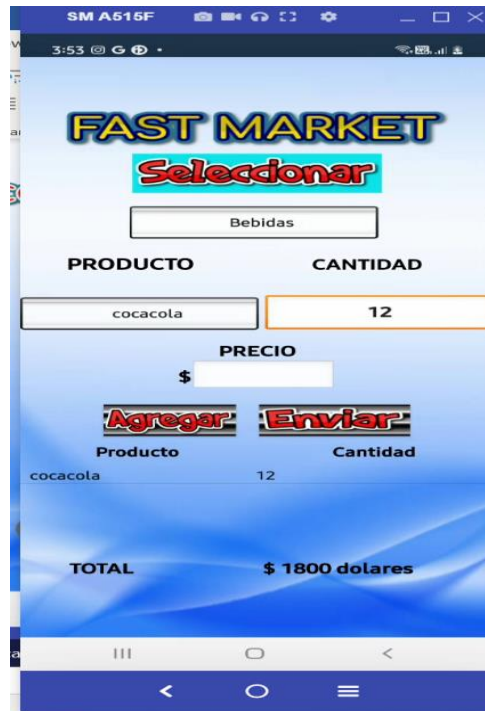 SM A515F
3:53
FAST MARKET
Seleccionar
Bebidas
PRODUCTO CANTIDAD
cocacola 12
PRECIO
$
Agregar Enviar
Producto Cantidad
cocacola 12
TOTAL $ 1800 dolares